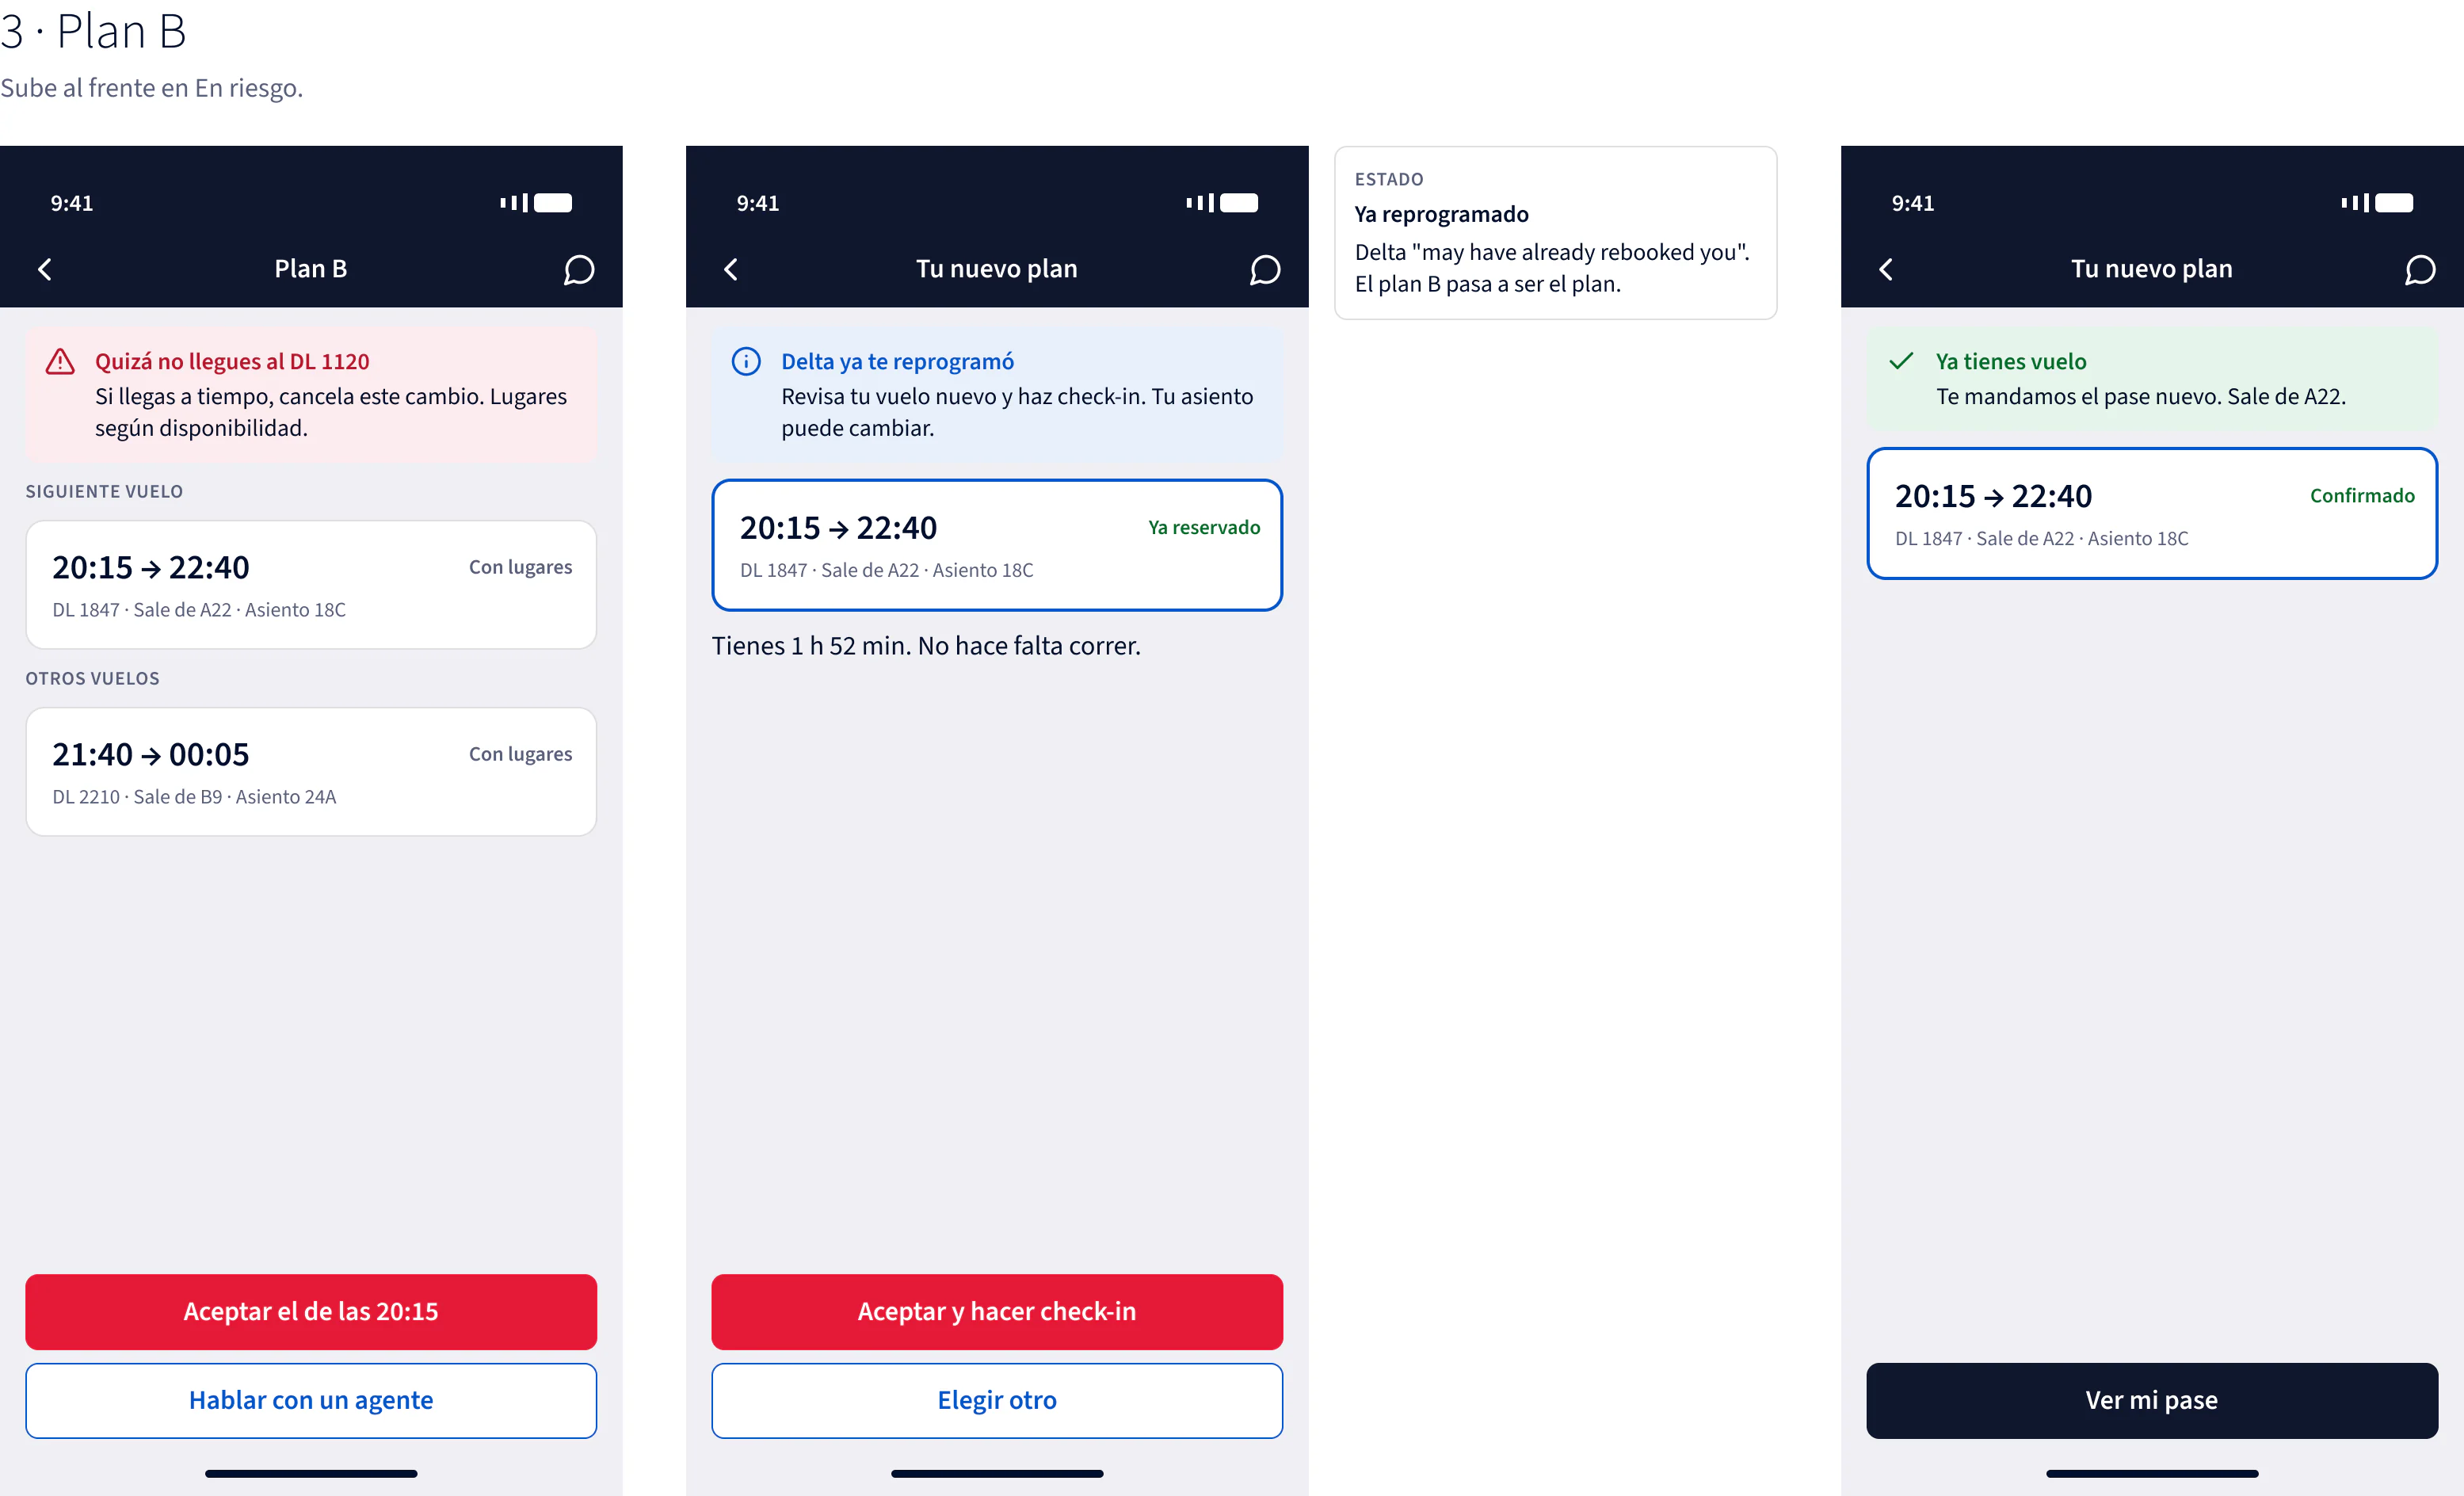 3 · Plan B
Sube al frente en En riesgo.
9:41
Plan B
Quizá no llegues al DL 1120
Si llegas a tiempo, cancela este cambio. Lugares
según disponibilidad.
SIGUIENTE VUELO
20:15 → 22:40
Con lugares
DL 1847 · Sale de A22 · Asiento 18C
OTROS VUELOS
21:40 → 00:05
Con lugares
DL 2210 · Sale de B9 · Asiento 24A
Aceptar el de las 20:15
Hablar con un agente
9:41
Tu nuevo plan
Delta ya te reprogramó
Revisa tu vuelo nuevo y haz check-in. Tu asiento
puede cambiar.
20:15 → 22:40
Ya reservado
DL 1847 · Sale de A22 · Asiento 18C
Tienes 1 h 52 min. No hace falta correr.
Aceptar y hacer check-in
Elegir otro
ESTADO
Ya reprogramado
Delta "may have already rebooked you".
El plan B pasa a ser el plan.
9:41
Tu nuevo plan
Ya tienes vuelo
Te mandamos el pase nuevo. Sale de A22.
20:15 → 22:40
Confirmado
DL 1847 · Sale de A22 · Asiento 18C
Ver mi pase